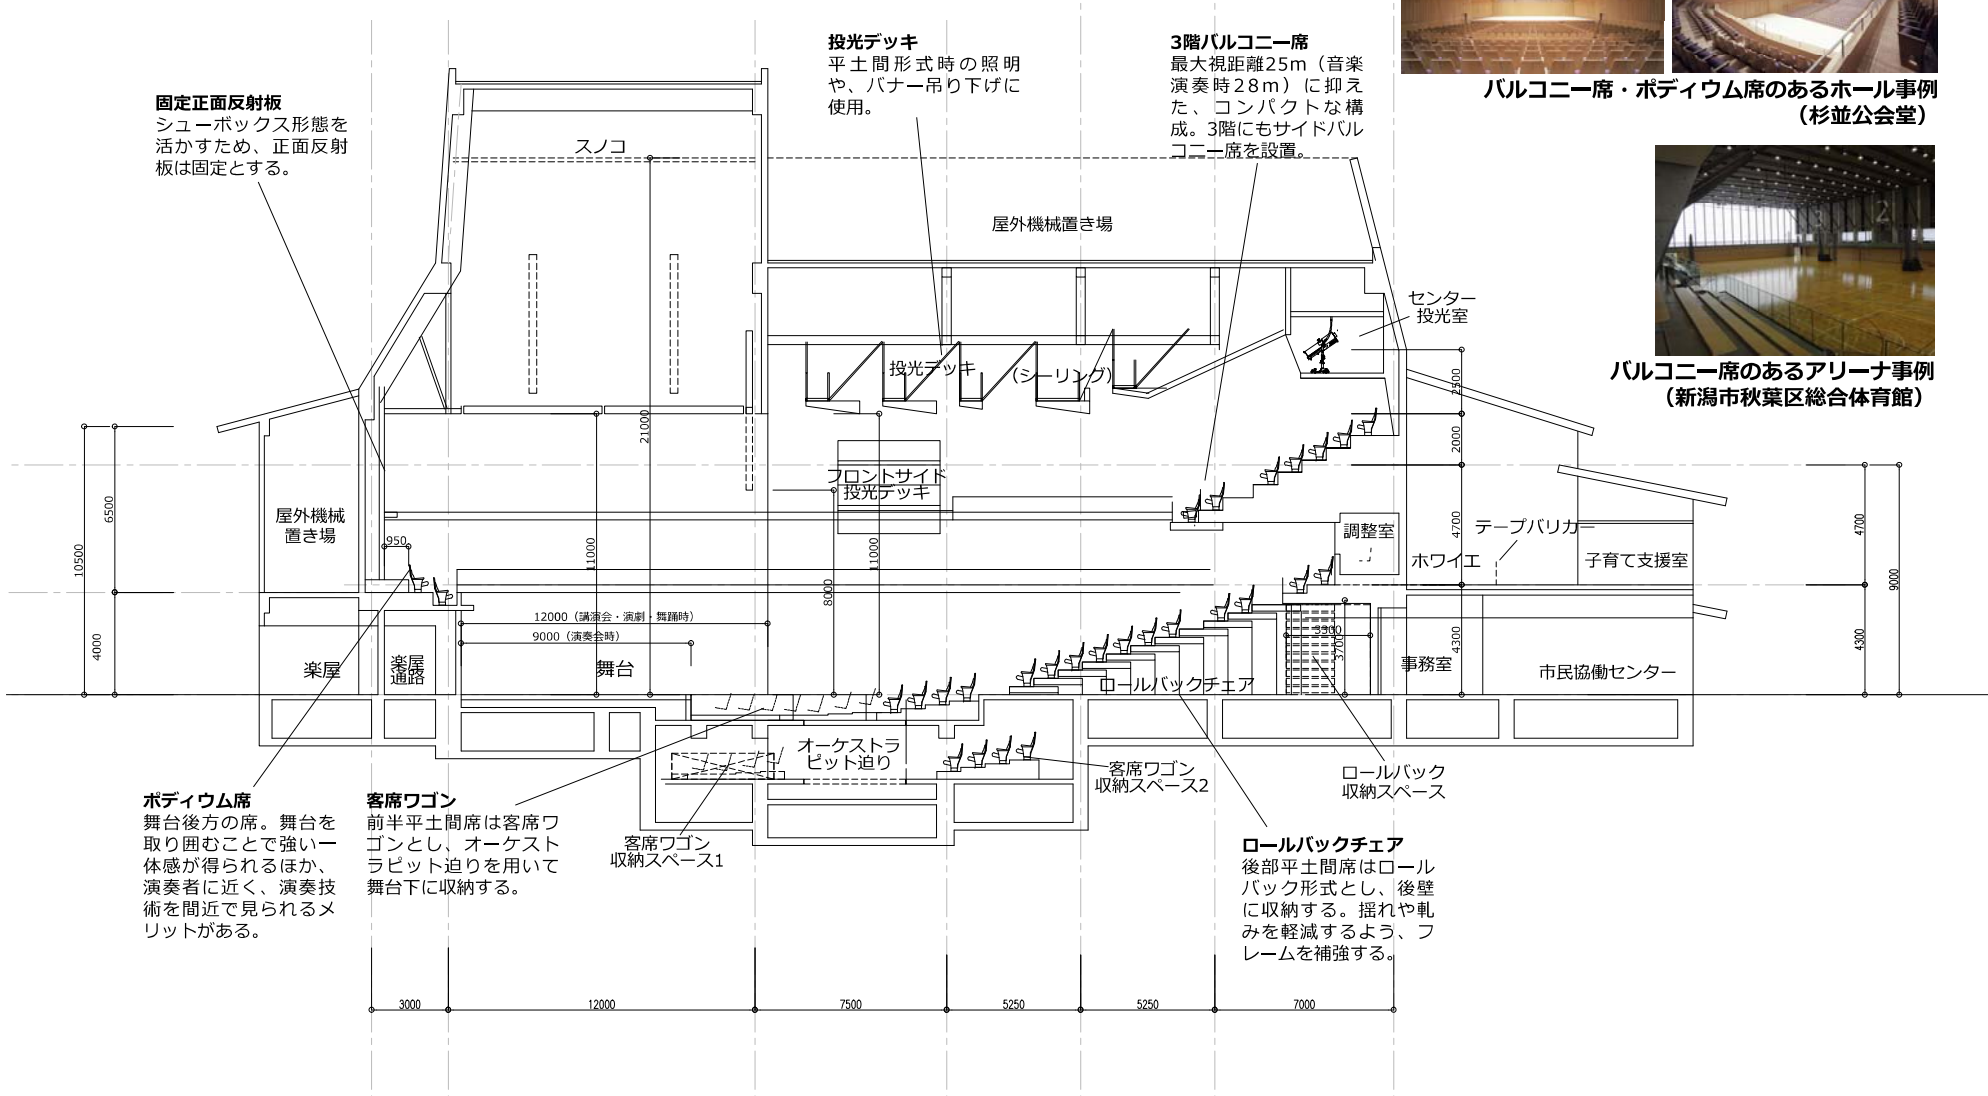 バルコニー席・ポディウム席のあるホール事例
（杉並公会堂）
バルコニー席のあるアリーナ事例
（新潟市秋葉区総合体育館）
固定正面反射板
シューボックス形態を
活かすため、正面反射
板は固定とする。
投光デッキ
平土間形式時の照明
や、バナー吊り下げに
使用。
3階バルコニー席
最大視距離25m（音楽
演奏時28m）に抑え
た、コンパクトな構
成。3階にもサイドバル
コニー席を設置。
スノコ
屋外機械置き場
センター
投光室
投光デッキ
（シーリング）
フロントサイド
投光デッキ
屋外機械
置き場
調整室
ホワイエ
テープバリカー
子育て支援室
楽屋
楽屋
通路
舞台
ロールバックチェア
事務室
市民協働センター
オーケストラ
ピット迫り
客席ワゴン
収納スペース2
客席ワゴン
収納スペース1
ロールバック
収納スペース
12000（講演会・演劇・舞踊時）
9000（演奏会時）
950
21000
11000
11000
8000
10500
6500
4000
2500
2000
4700
4300
3300
3700
4700
4300
9000
ポディウム席
舞台後方の席。舞台を
取り囲むことで強い一
体感が得られるほか、
演奏者に近く、演奏技
術を間近で見られるメ
リットがある。
客席ワゴン
前半平土間席は客席ワ
ゴンとし、オーケスト
ラピット迫りを用いて
舞台下に収納する。
ロールバックチェア
後部平土間席はロール
バック形式とし、後壁
に収納する。揺れや軋
みを軽減するよう、フ
レームを補強する。
3000
12000
7500
5250
5250
7000
2